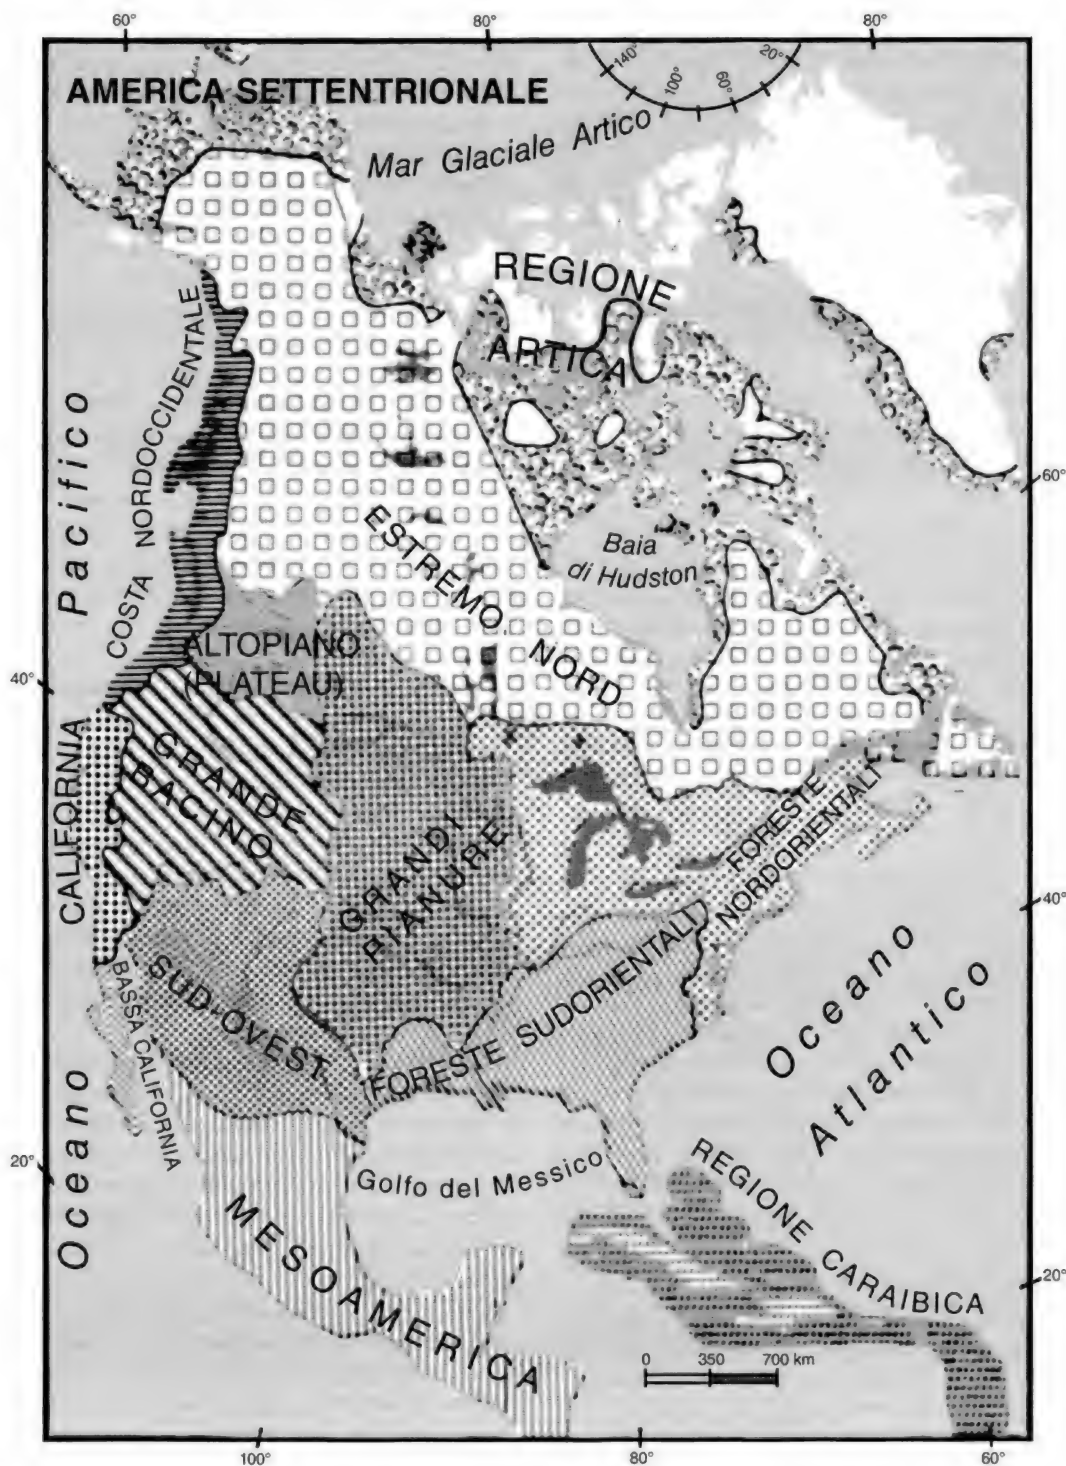 60°
80°
80°
AMERICA SETTENTRIONALE
140°
100°
60°
20°
Mar Glaciale Artico
REGIONE
ARTICA
COSTA NORDOCCIDENTALE
Oceano Pacifico
60°
Baia
di Hudston
ESTREMO NORD
ALTOPIANO
(PLATEAU)
40°
CALIFORNIA
GRANDE
BACINO
GRANDI
PIANURE
FORESTE
NORDORIENTALI
40°
SUD-OVEST
BASSA CALIFORNIA
FORESTE SUDORIENTALI
Oceano
Atlantico
20°
Golfo del Messico
REGIONE CARAIBICA
MESOAMERICA
20°
0 350 700 km
100°
80°
60°